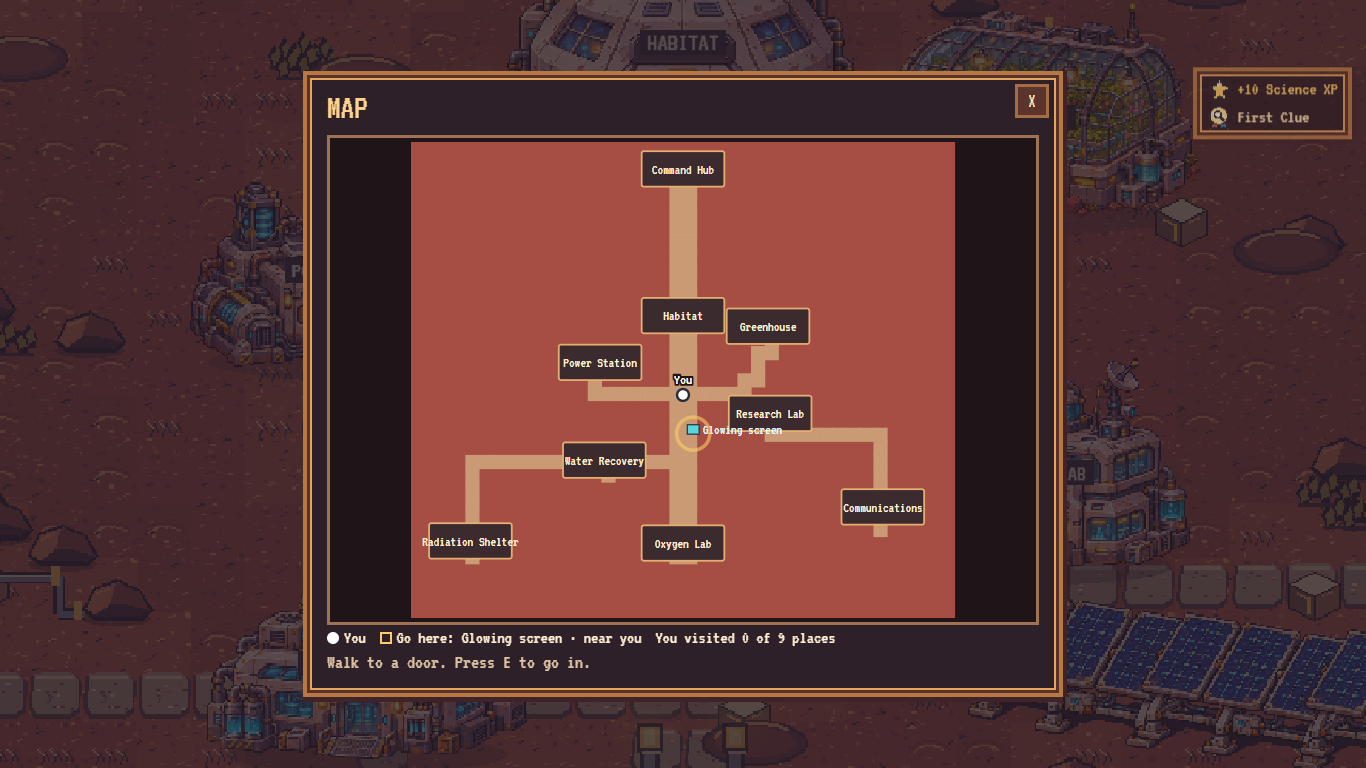 HABITAT
MAP
X
+10 Science XP
First Clue
Command Hub
Habitat
Greenhouse
Power Station
You
Research Lab
Glowing screen
Water Recovery
Communications
Radiation Shelter
Oxygen Lab
AB
You Go here: Glowing screen · near you You visited 0 of 9 places
Walk to a door. Press E to go in.